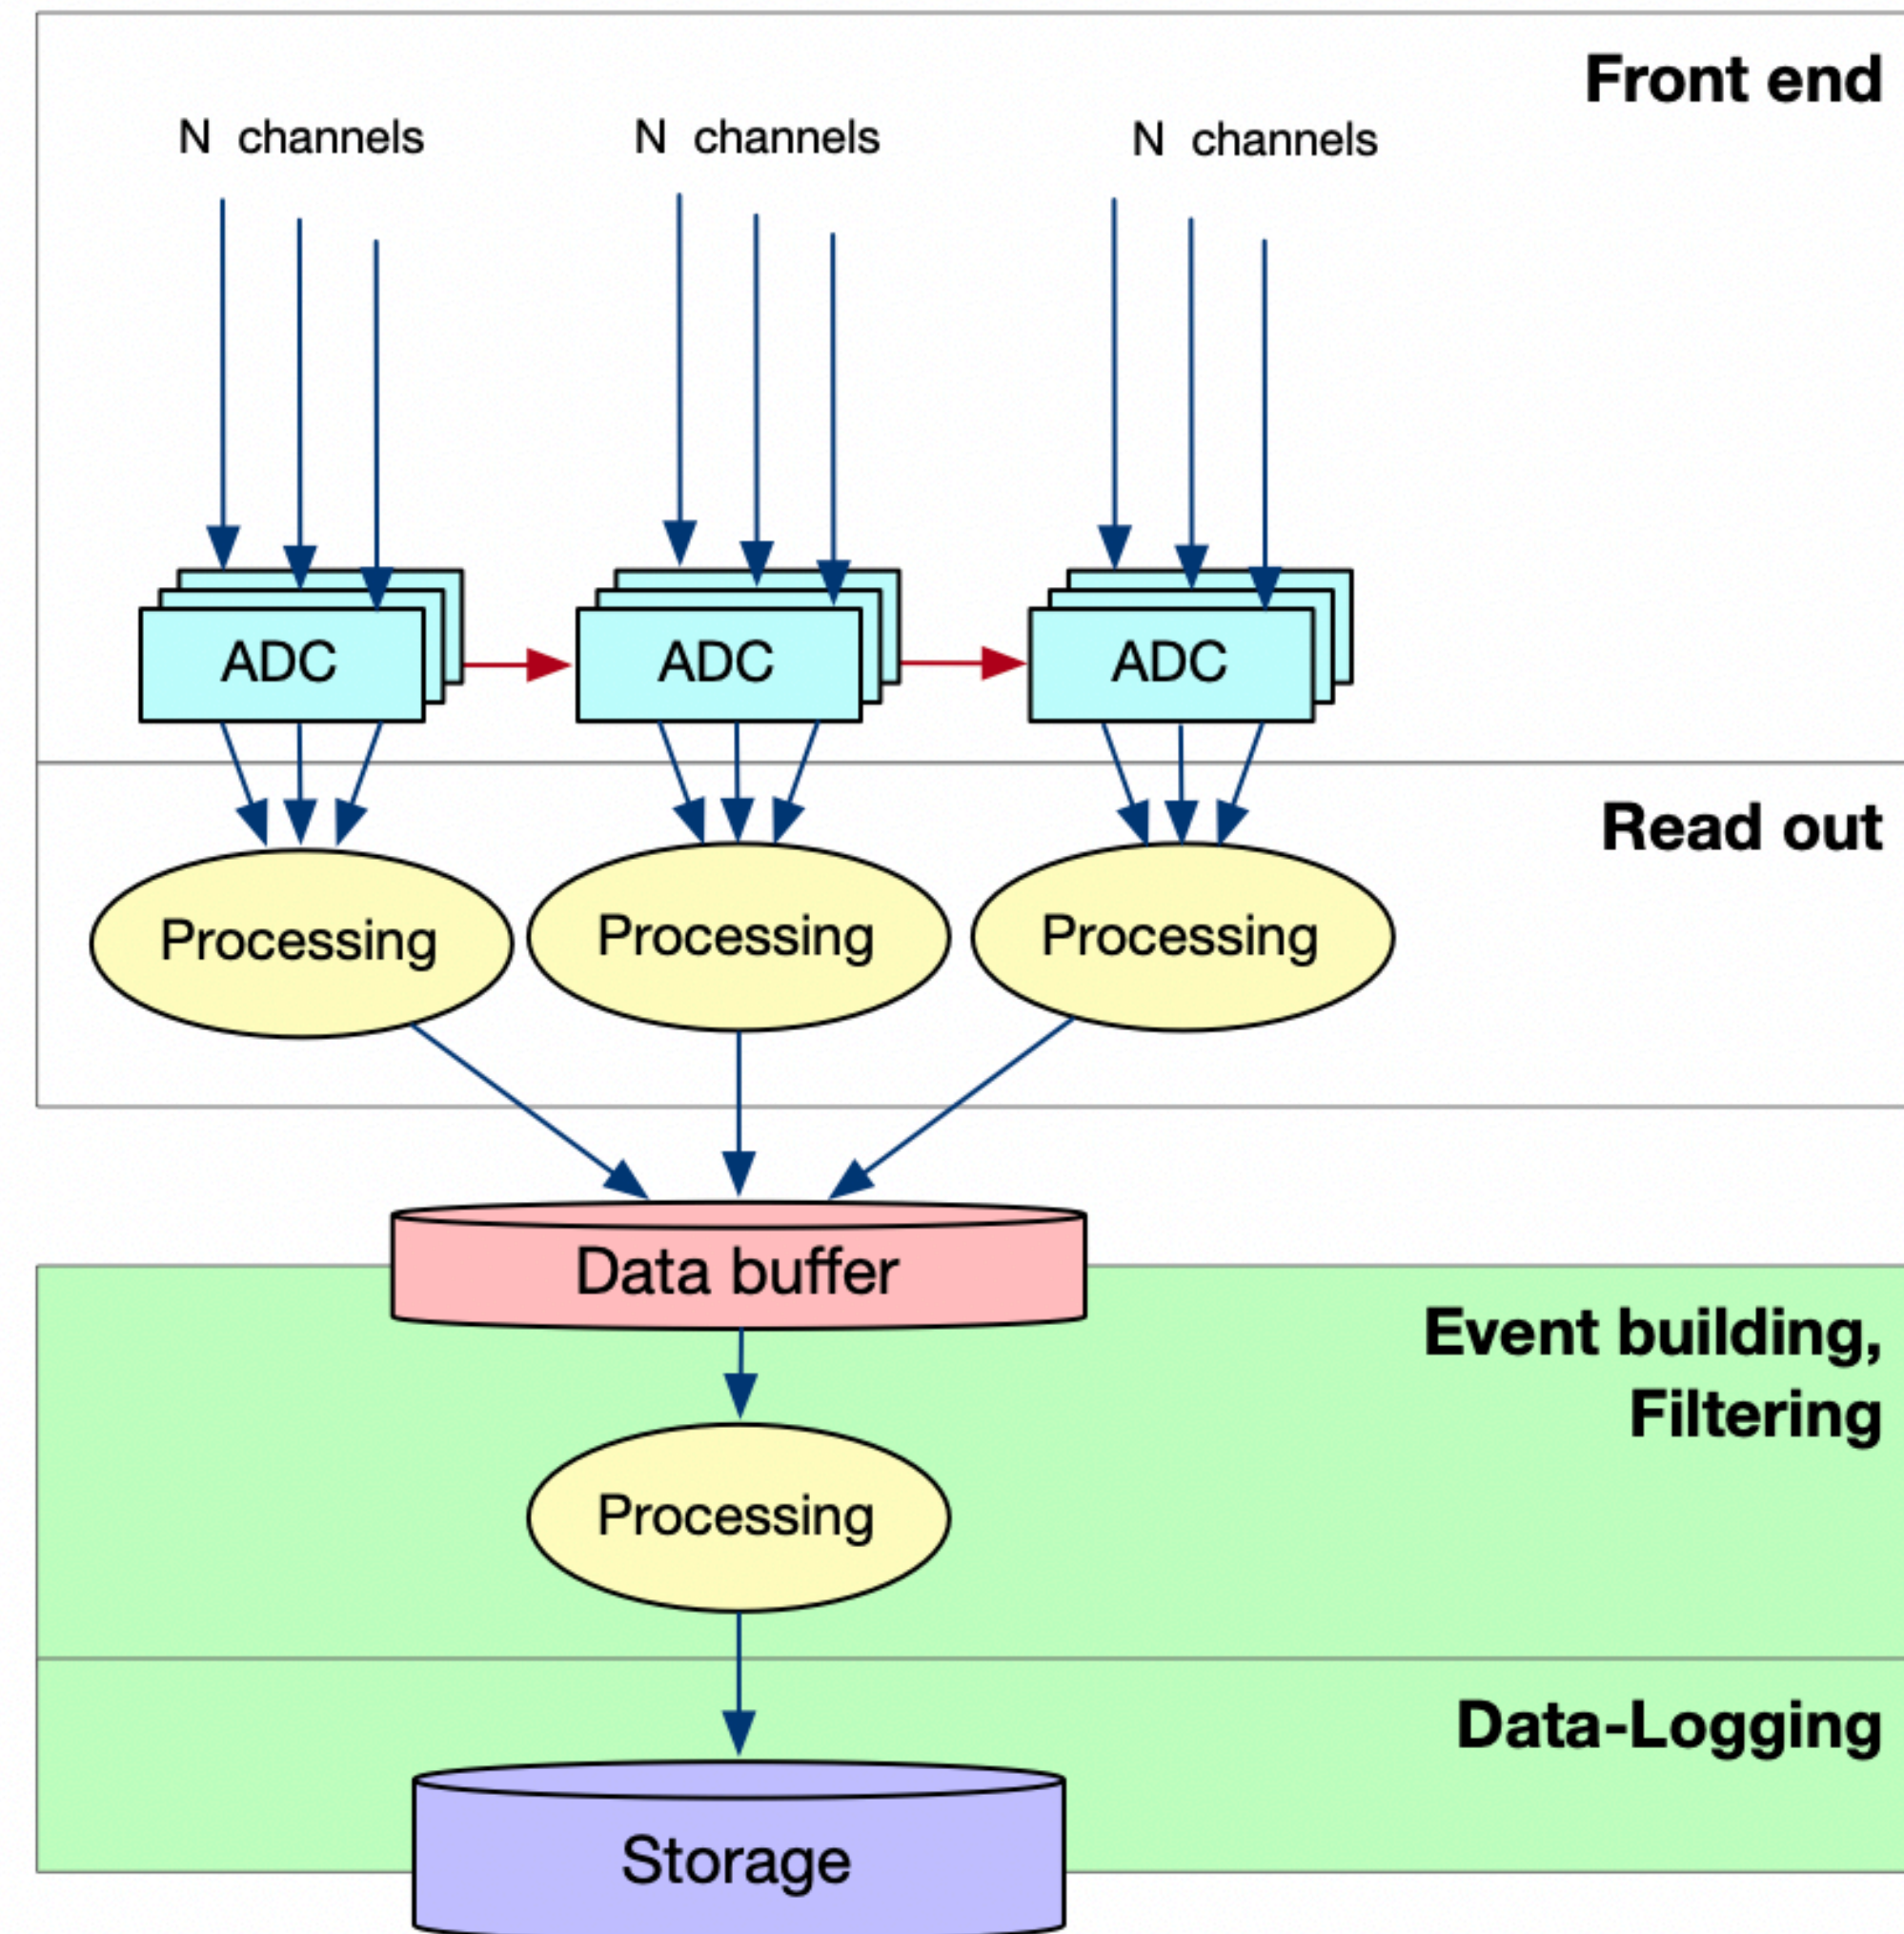 Front end
N channels
N channels
N channels
ADC
ADC
ADC
Read out
Processing
Processing
Processing
Data buffer
Event building,
Filtering
Processing
Data-Logging
Storage